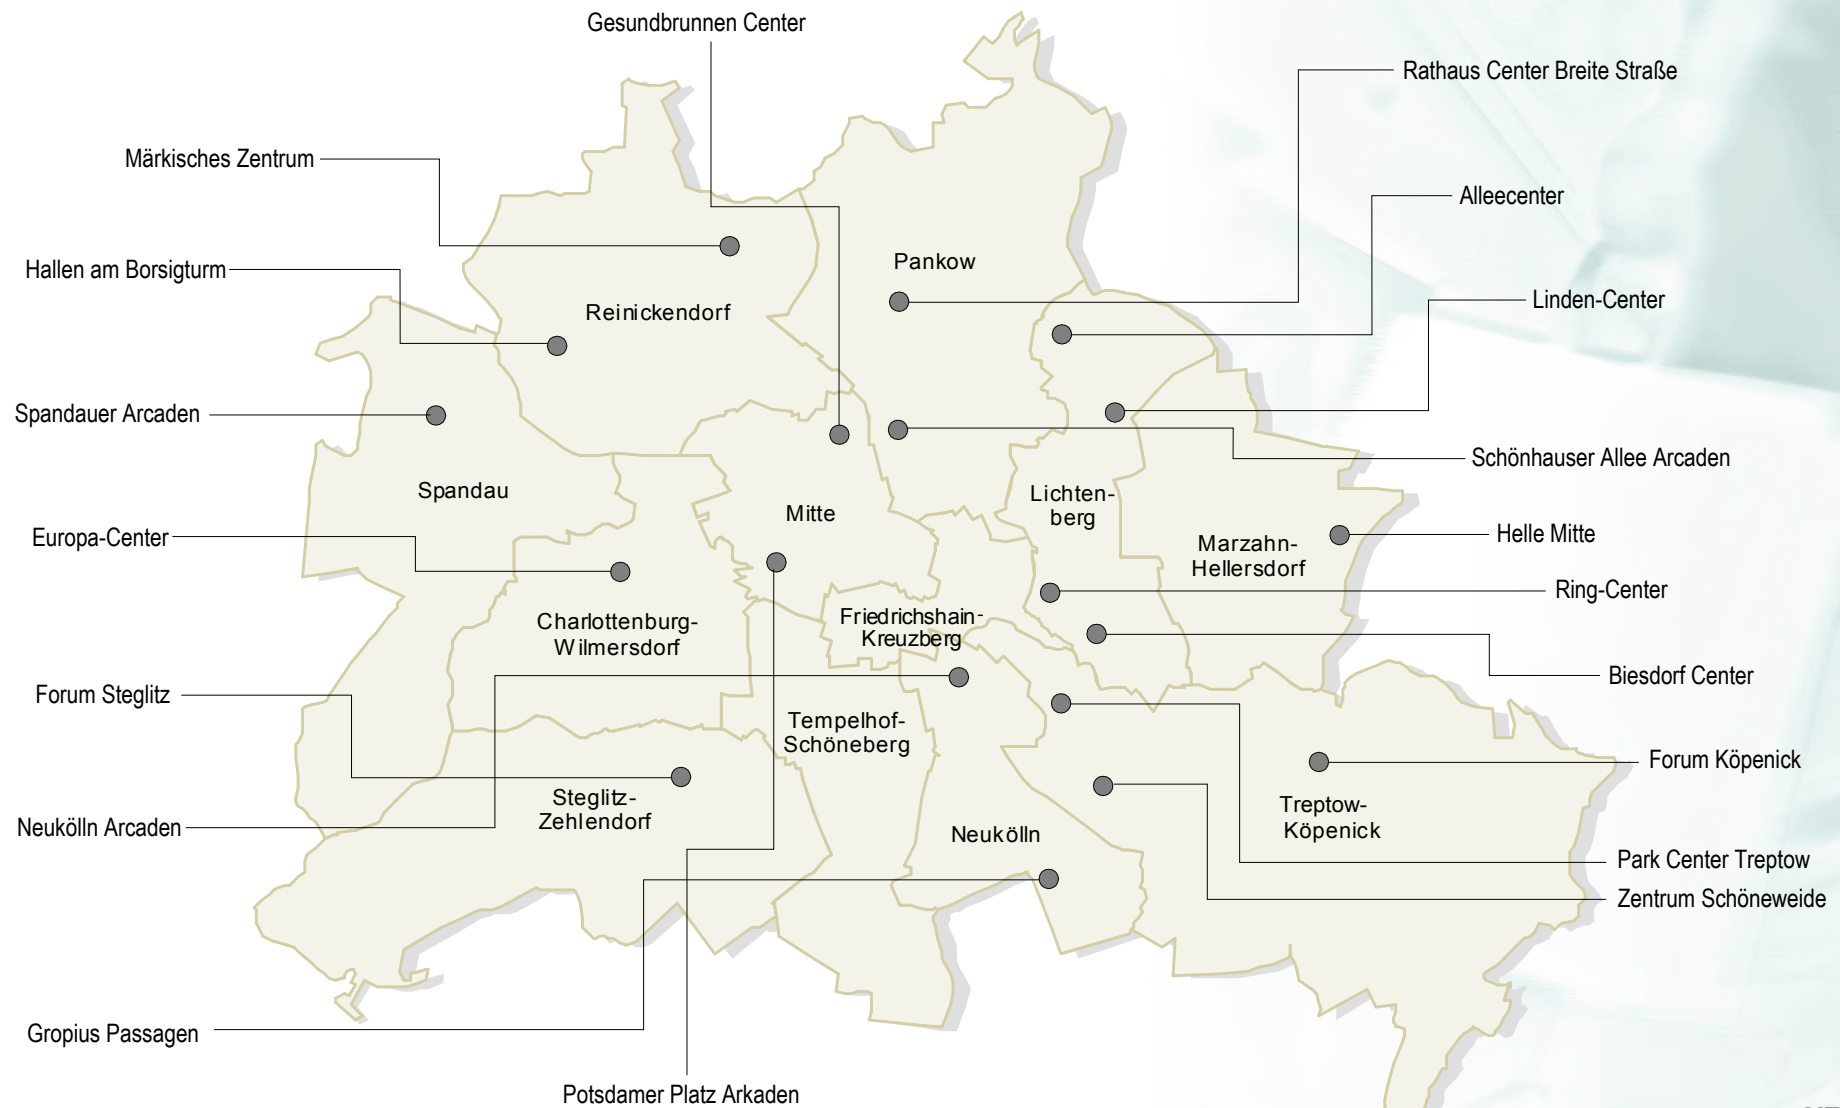 Gesundbrunnen Center
Rathaus Center Breite Straße
Märkisches Zentrum
Alleecenter
Pankow
Hallen am Borsigturm
Linden-Center
Reinickendorf
Spandauer Arcaden
Schönhauser Allee Arcaden
Spandau
Lichten-
berg
Mitte
Europa-Center
Helle Mitte
Marzahn-
Hellersdorf
Ring-Center
Charlottenburg-
Wilmersdorf
Friedrichshain-
Kreuzberg
Biesdorf Center
Forum Steglitz
Tempelhof-
Schöneberg
Forum Köpenick
Steglitz-
Zehlendorf
Treptow-
Köpenick
Neukölln Arcaden
Neukölln
Park Center Treptow
Zentrum Schöneweide
Gropius Passagen
Potsdamer Platz Arkaden